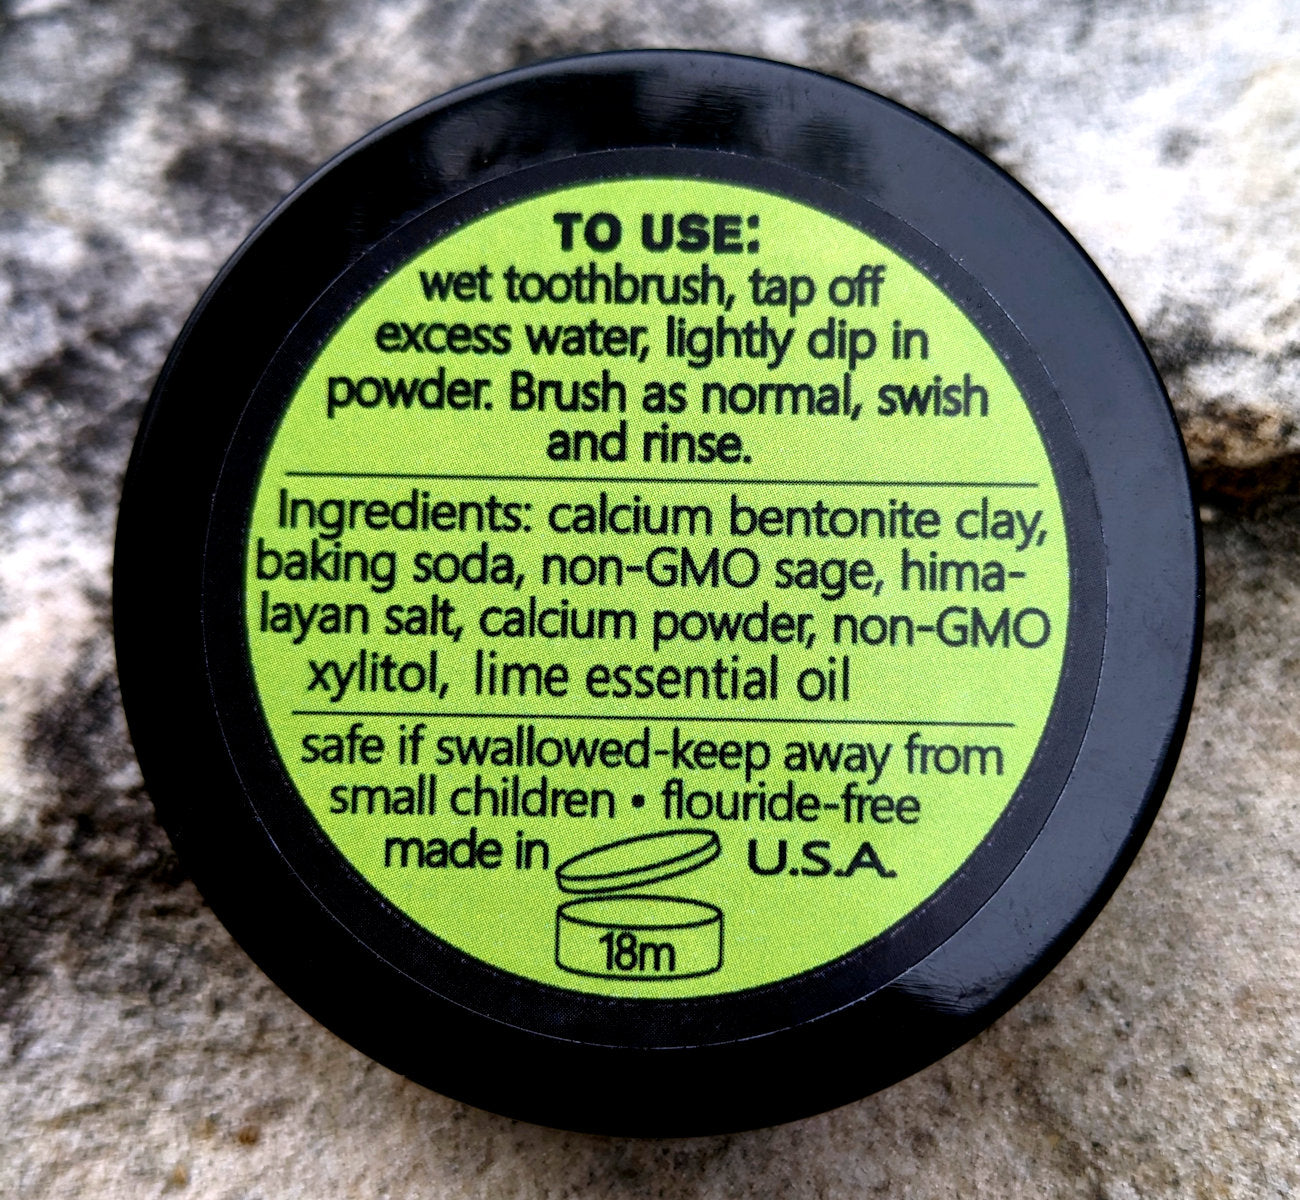 TO USE:
wet toothbrush, tap off
excess water, lightly dip in
powder. Brush as normal, swish
and rinse.
Ingredients: calcium bentonite clay,
baking soda, non-GMO sage, hima-
layan salt, calcium powder, non-GMO
xylitol, lime essential oil
safe if swallowed-keep away from
small children • flouride-free
made in U.S.A.
18m